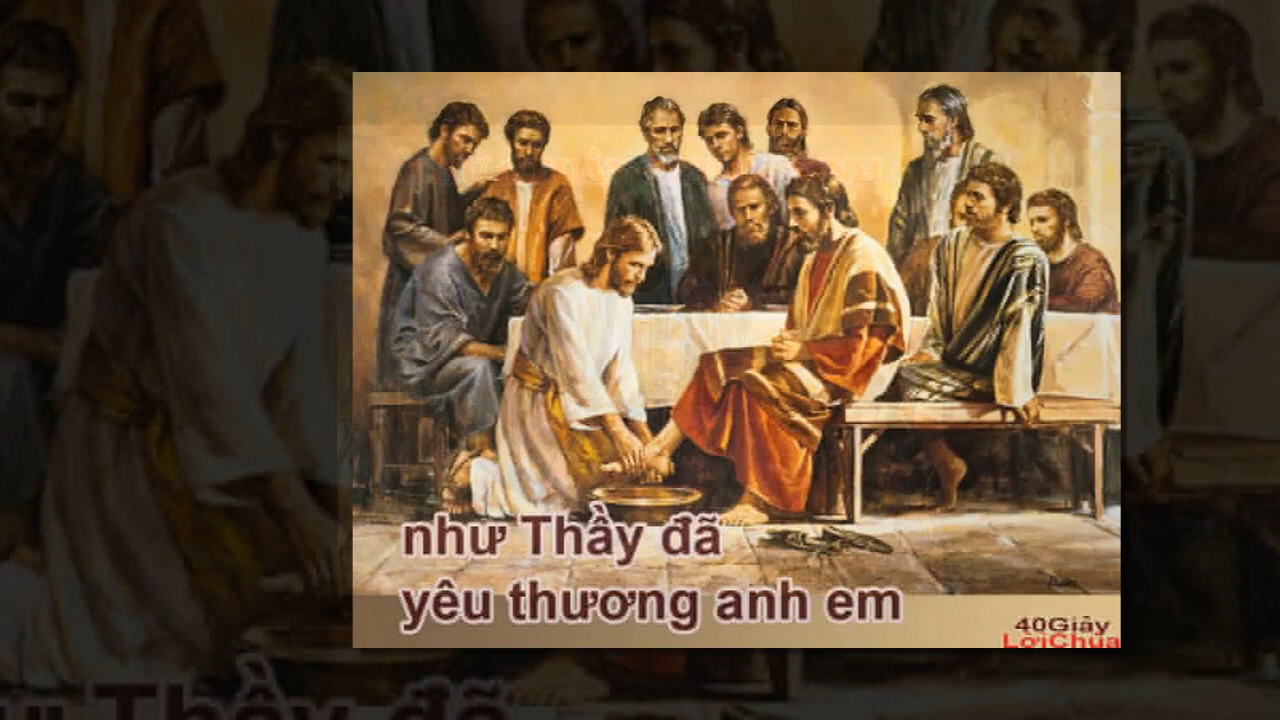 như Thầy đã
yêu thương anh em
40Giây
LờiChúa